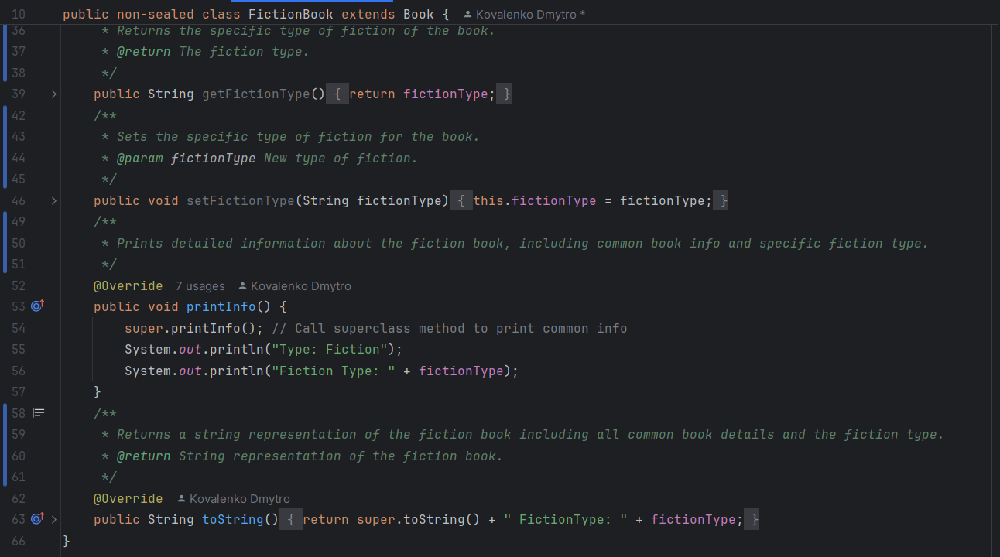 10 public non-sealed class FictionBook extends Book { Kovalenko Dmytro *
36 * Returns the specific type of fiction of the book.
37 * @return The fiction type.
38 */
39 public String getFictionType() { return fictionType; }
42 /**
43 * Sets the specific type of fiction for the book.
44 * @param fictionType New type of fiction.
45 */
46 public void setFictionType(String fictionType) { this.fictionType = fictionType; }
49 /**
50 * Prints detailed information about the fiction book, including common book info and specific fiction type.
51 */
52 @Override 7 usages Kovalenko Dmytro
53 public void printInfo() {
54 super.printInfo(); // Call superclass method to print common info
55 System.out.println("Type: Fiction");
56 System.out.println("Fiction Type: " + fictionType);
57 }
58 /**
59 * Returns a string representation of the fiction book including all common book details and the fiction type.
60 * @return String representation of the fiction book.
61 */
62 @Override Kovalenko Dmytro
63 public String toString() { return super.toString() + " FictionType: " + fictionType; }
66 }